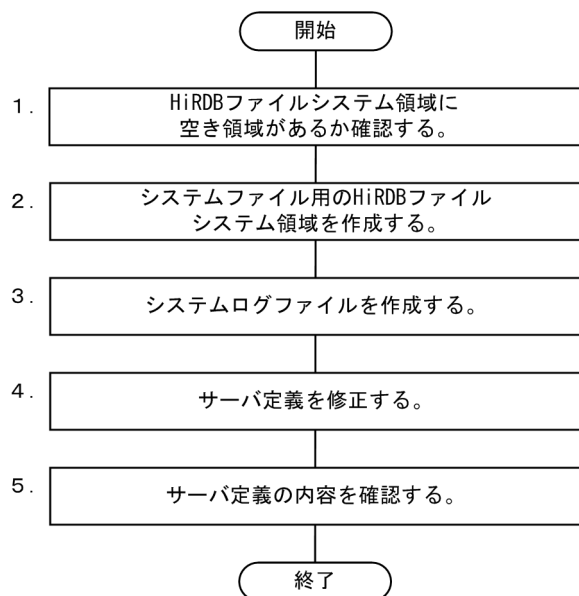 開始
1. HiRDBファイルシステム領域に
空き領域があるか確認する。
2. システムファイル用のHiRDBファイル
システム領域を作成する。
3. システムログファイルを作成する。
4. サーバ定義を修正する。
5. サーバ定義の内容を確認する。
終了